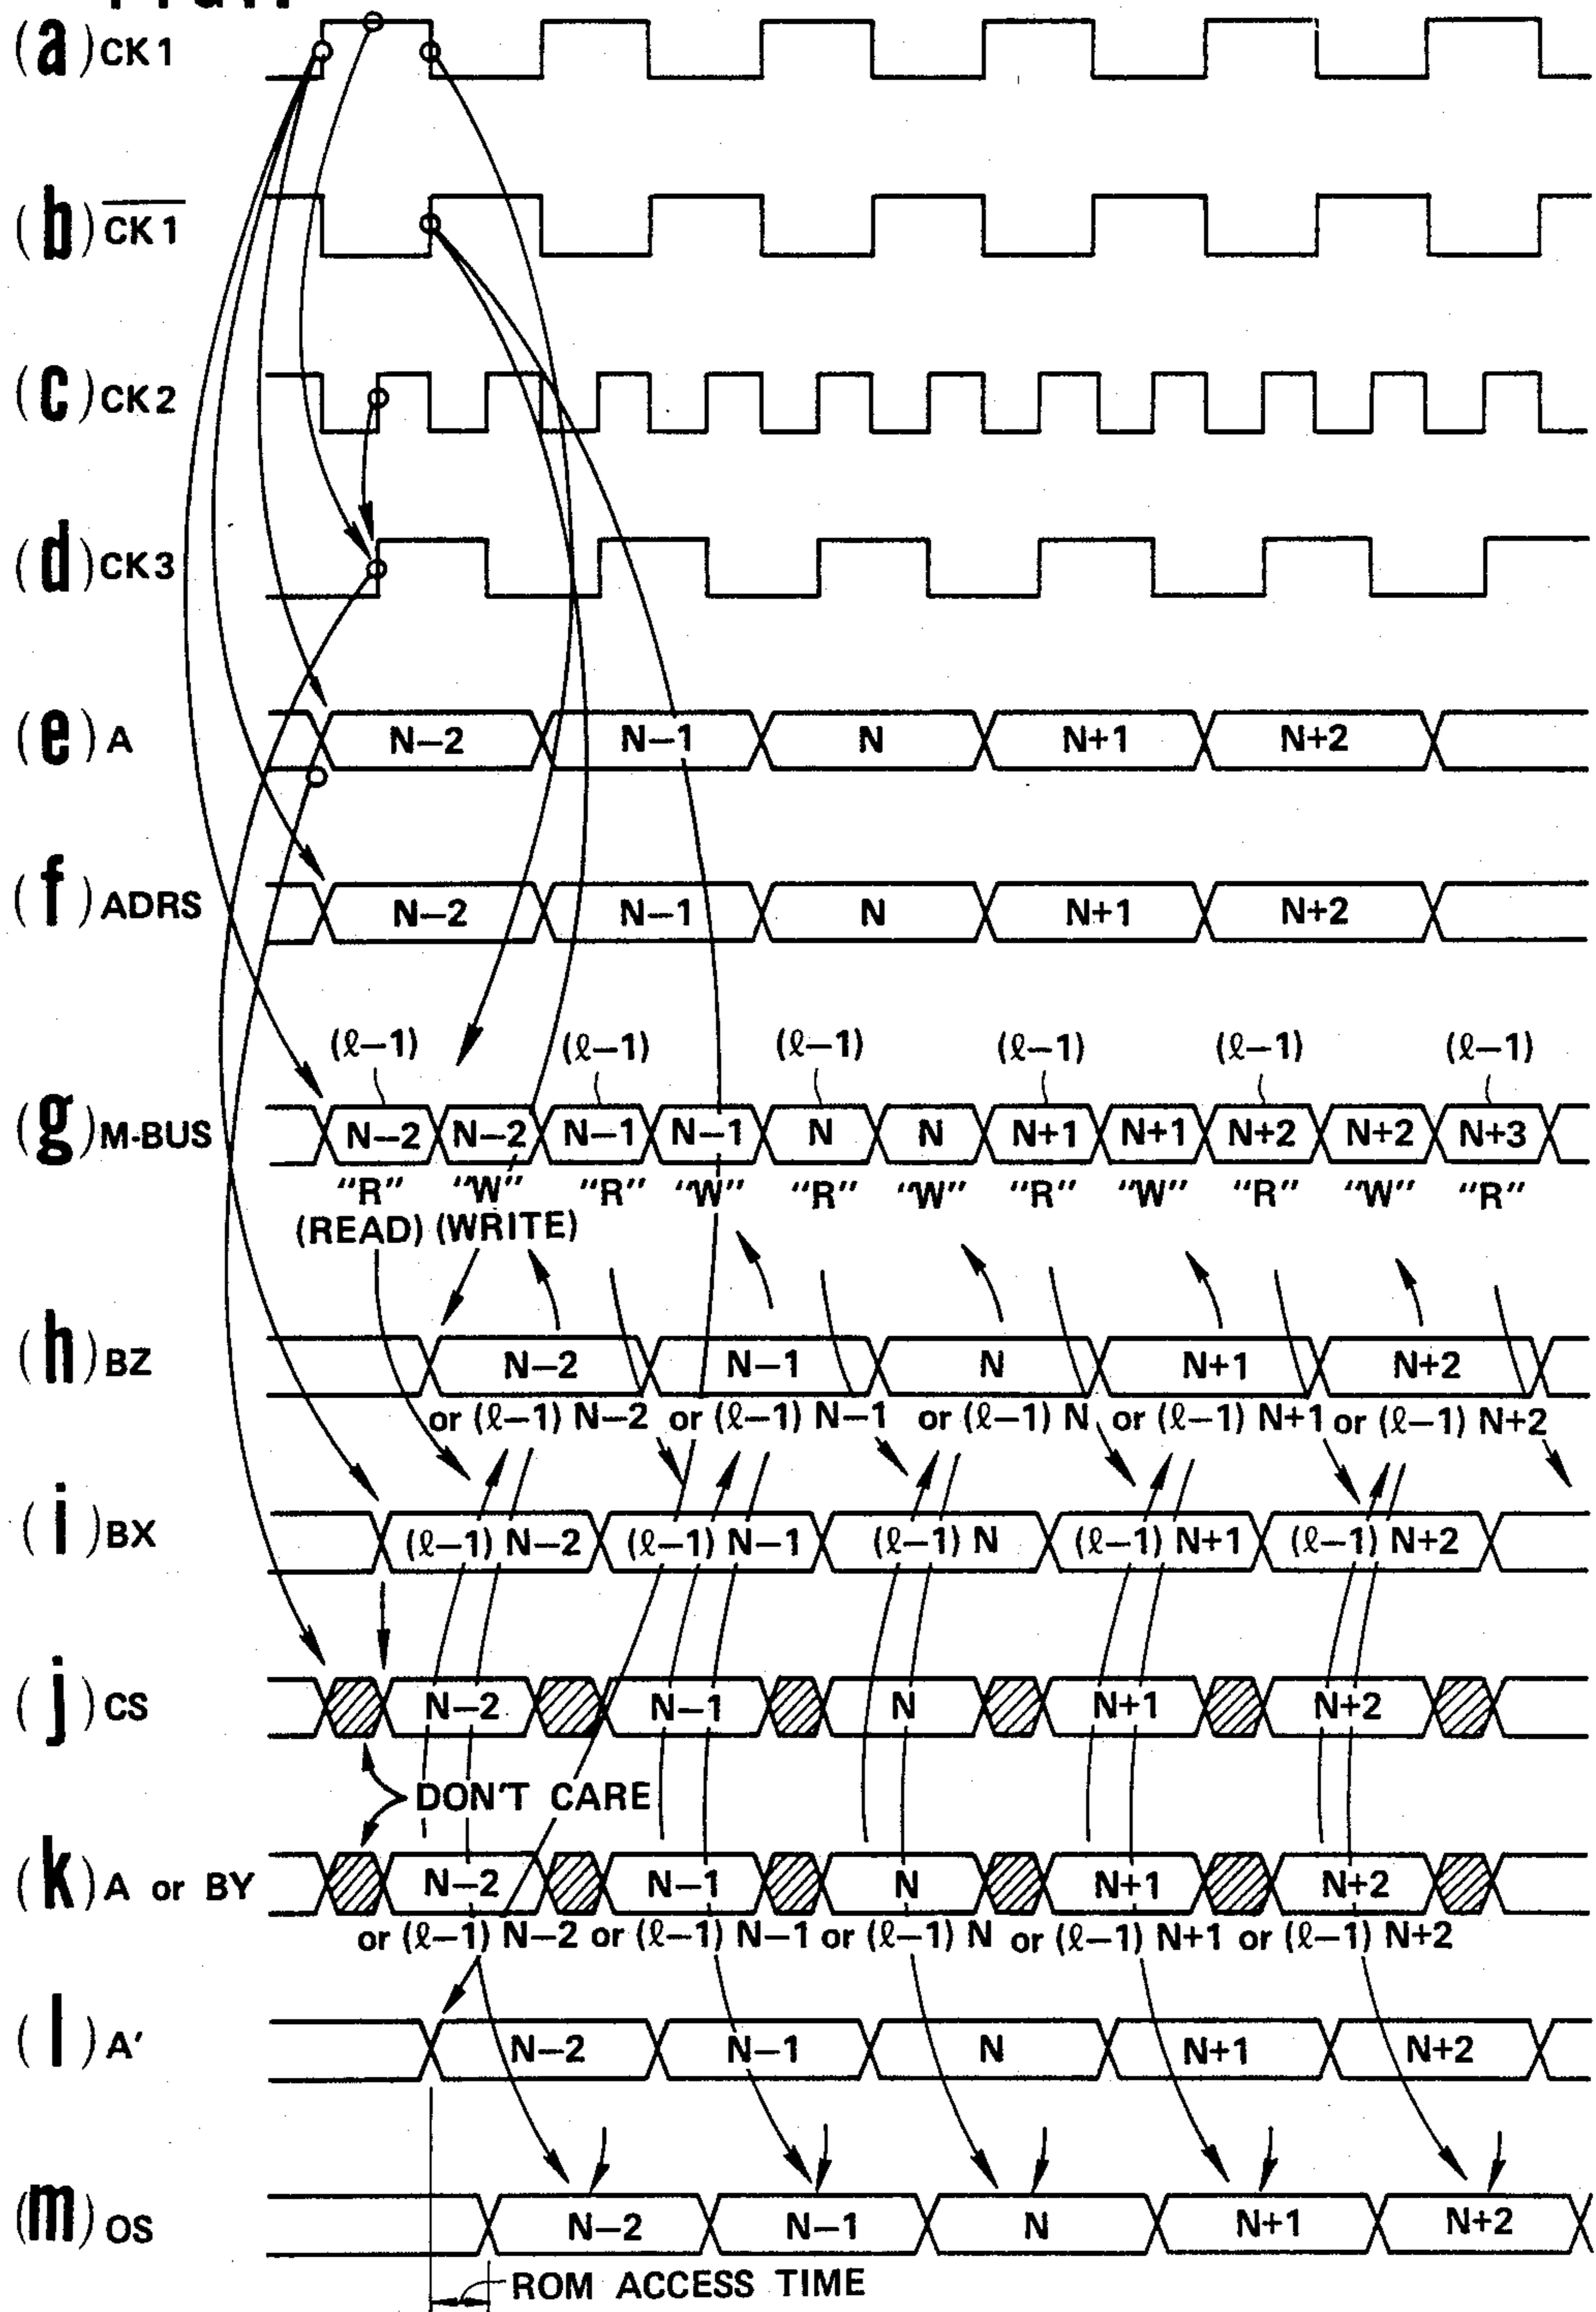 (a) CK1
(b) CK1
(c) CK2
(d) CK3
(e) A N–2 N–1 N N+1 N+2
(f) ADRS N–2 N–1 N N+1 N+2
(ℓ–1) (ℓ–1) (ℓ–1) (ℓ–1) (ℓ–1) (ℓ–1)
(g) M·BUS N–2 N–2 N–1 N–1 N N N+1 N+1 N+2 N+2 N+3
“R” “W” “R” “W” “R” “W” “R” “W” “R” “W” “R”
(READ) (WRITE)
(h) BZ N–2 N–1 N N+1 N+2
or (ℓ–1) N–2 or (ℓ–1) N–1 or (ℓ–1) N or (ℓ–1) N+1 or (ℓ–1) N+2
(i) BX (ℓ–1) N–2 (ℓ–1) N–1 (ℓ–1) N (ℓ–1) N+1 (ℓ–1) N+2
(j) CS N–2 N–1 N N+1 N+2
DON'T CARE
(k) A or BY N–2 N–1 N N+1 N+2
or (ℓ–1) N–2 or (ℓ–1) N–1 or (ℓ–1) N or (ℓ–1) N+1 or (ℓ–1) N+2
(l) A′ N–2 N–1 N N+1 N+2
(m) OS N–2 N–1 N N+1 N+2
ROM ACCESS TIME